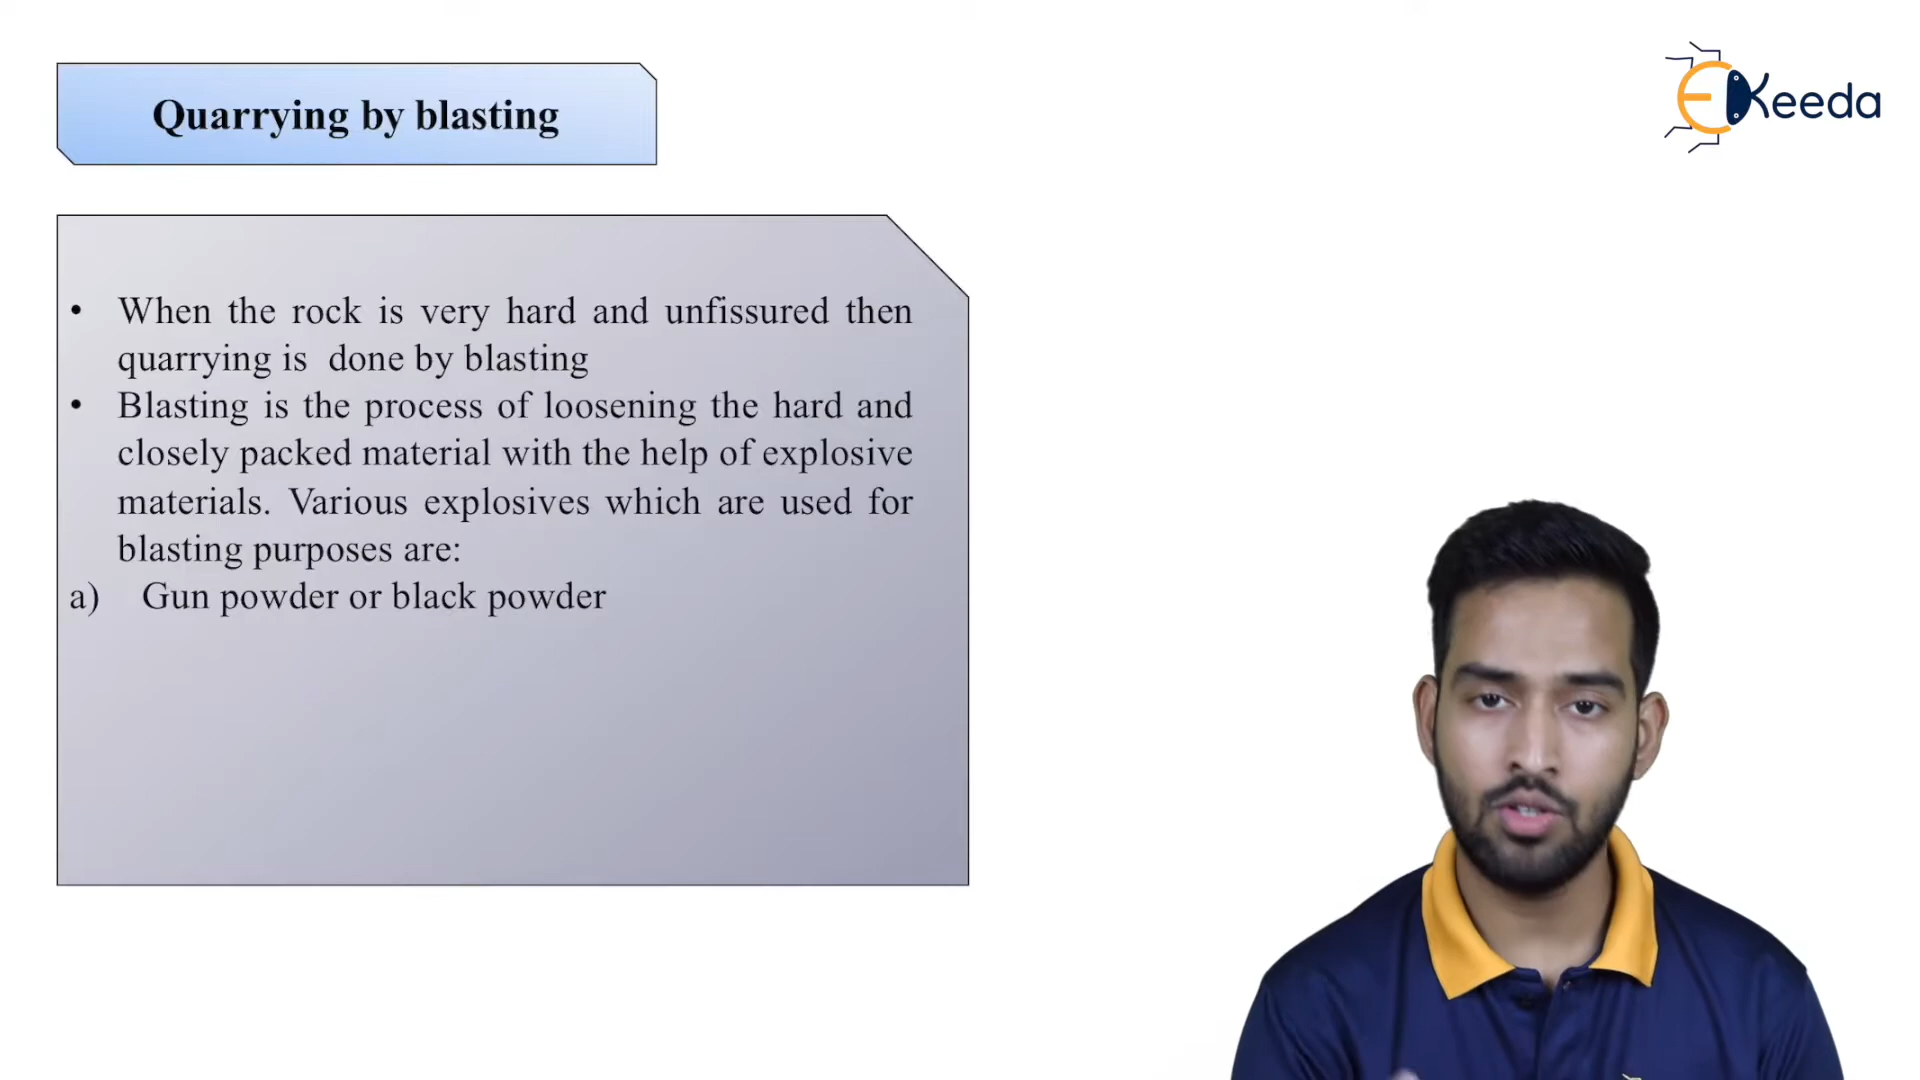 Quarrying by blasting
EKeeda
• When the rock is very hard and unfissured then
quarrying is done by blasting
• Blasting is the process of loosening the hard and
closely packed material with the help of explosive
materials. Various explosives which are used for
blasting purposes are:
a) Gun powder or black powder